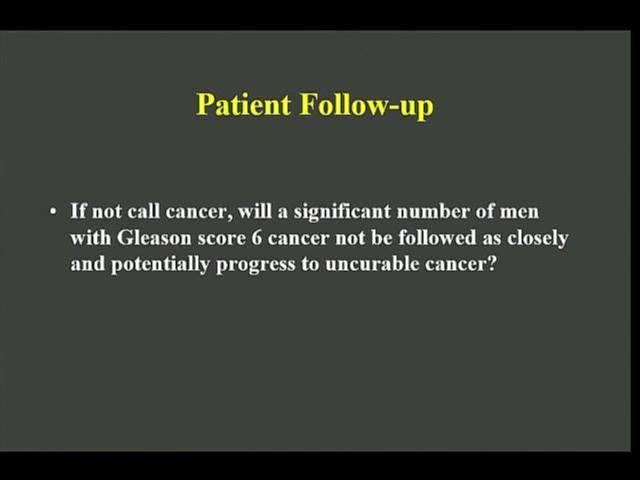 Patient Follow-up
• If not call cancer, will a significant number of men
with Gleason score 6 cancer not be followed as closely
and potentially progress to uncurable cancer?